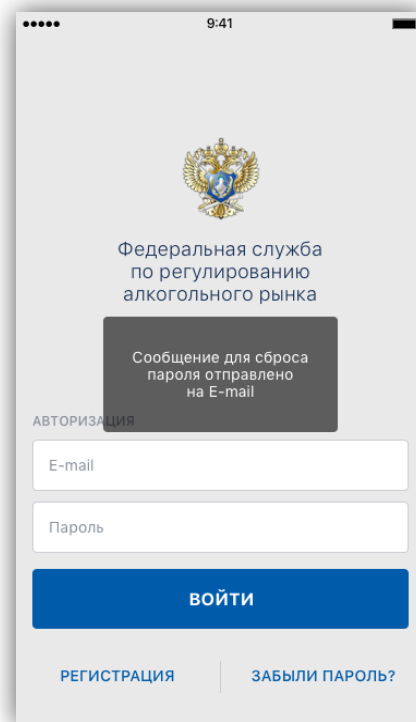 9:41
Федеральная служба
по регулированию
алкогольного рынка
Сообщение для сброса
пароля отправлено
на E-mail
АВТОРИЗАЦИЯ
E-mail
Пароль
ВОЙТИ
РЕГИСТРАЦИЯ
ЗАБЫЛИ ПАРОЛЬ?